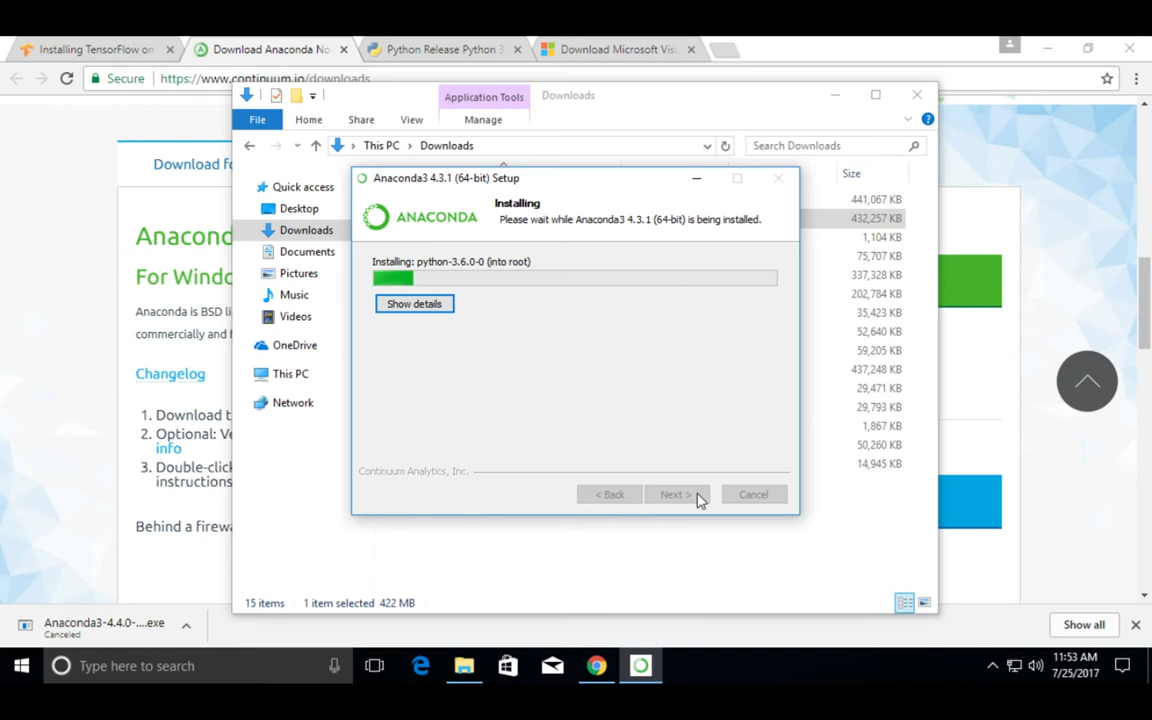 Installing TensorFlow on
Download Anaconda No
Python Release Python 3
Download Microsoft Visu
Secure
https://www.continuum.io/downloads
Application Tools
Downloads
File
Home
Share
View
Manage
This PC > Downloads
Search Downloads
Quick access
Desktop
Downloads
Documents
Pictures
Music
Videos
OneDrive
This PC
Network
Anaconda3 4.3.1 (64-bit) Setup
ANACONDA
Installing
Please wait while Anaconda3 4.3.1 (64-bit) is being installed.
Installing: python-3.6.0-0 (into root)
Show details
Continuum Analytics, Inc.
< Back
Next >
Cancel
Size
441,067 KB
432,257 KB
1,104 KB
75,707 KB
337,328 KB
202,784 KB
35,423 KB
52,640 KB
59,205 KB
437,248 KB
29,471 KB
29,793 KB
1,867 KB
50,260 KB
14,945 KB
15 items
1 item selected 422 MB
Download fo
Anacond
For Windo
Anaconda is BSD li
commercially and f
Changelog
1. Download t
2. Optional: Ve
info
3. Double-click
instructions
Behind a firewa
Anaconda3-4.4.0-....exe
Canceled
Show all
Type here to search
11:53 AM
7/25/2017